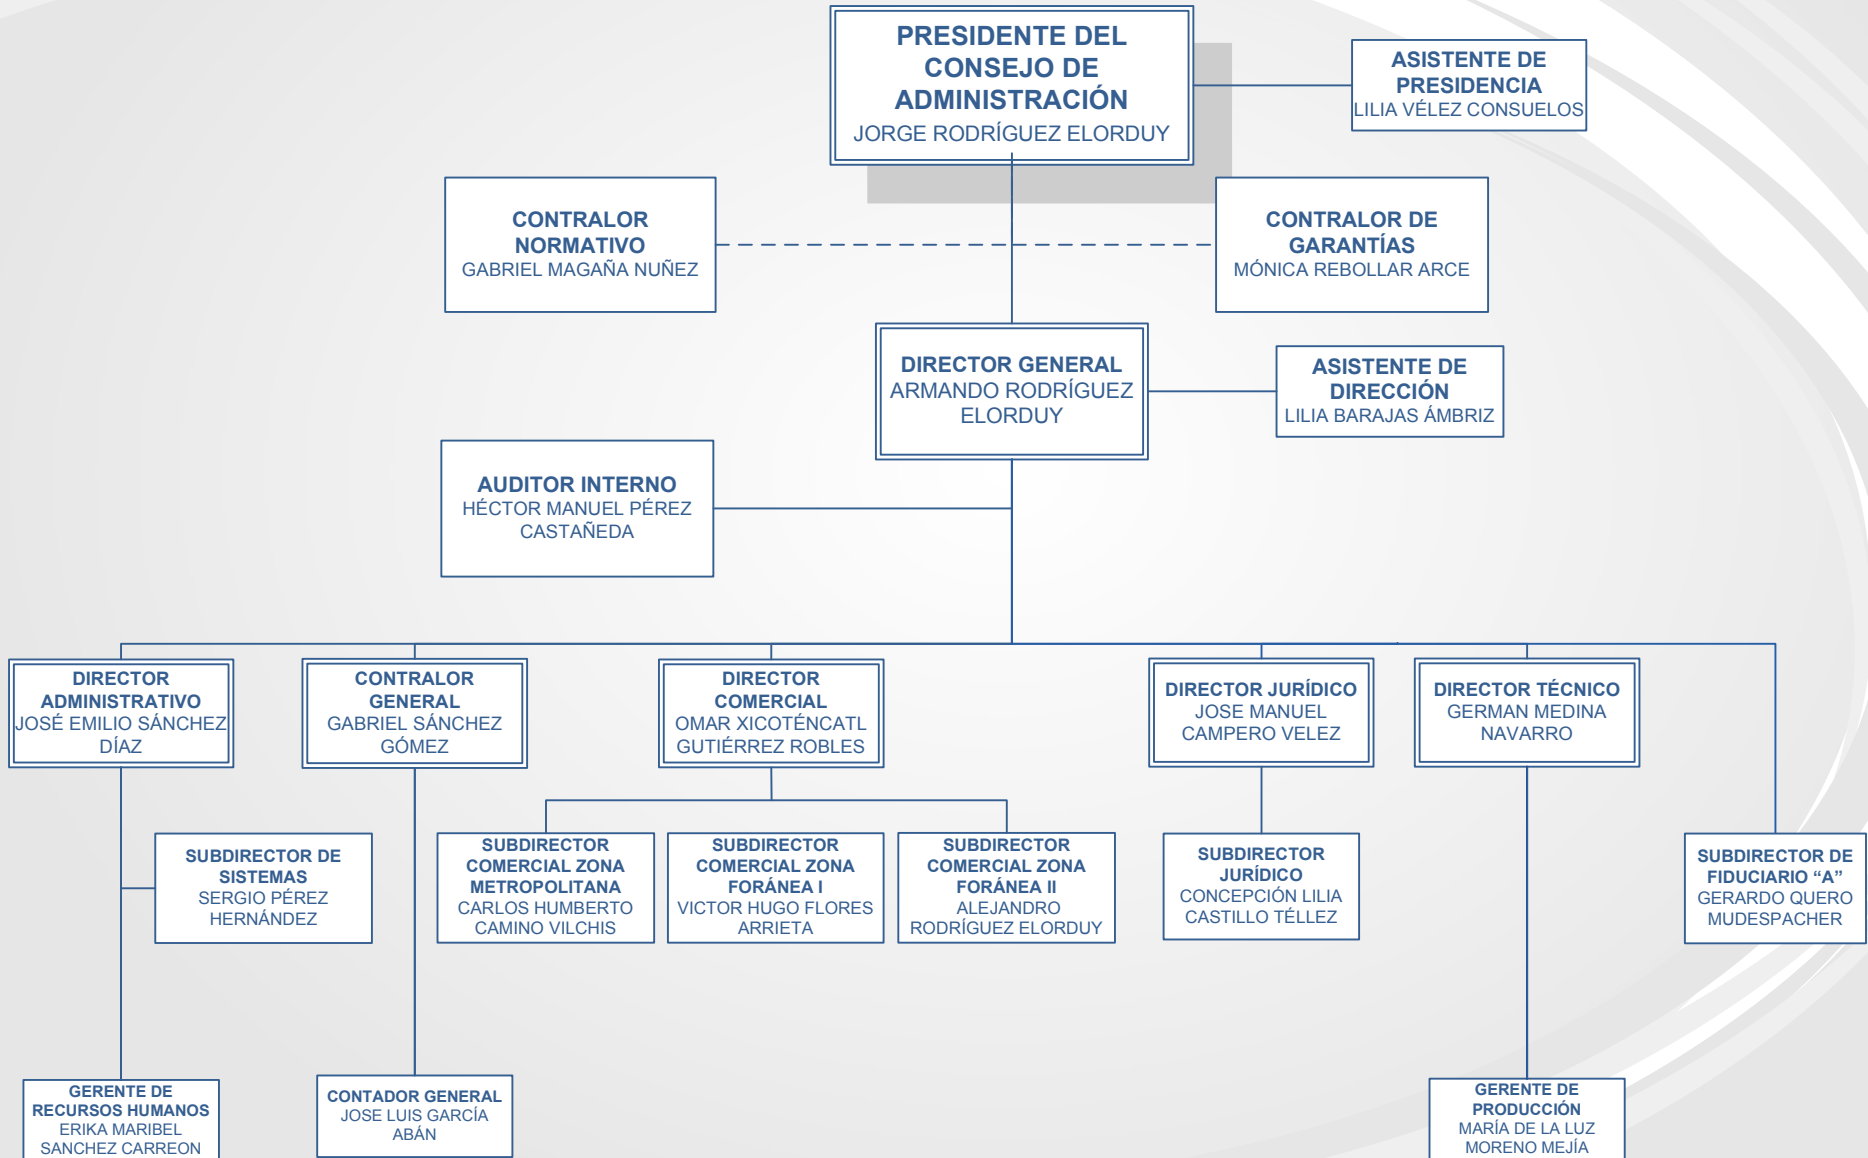 PRESIDENTE DEL
CONSEJO DE
ADMINISTRACIÓN
JORGE RODRÍGUEZ ELORDUY
ASISTENTE DE
PRESIDENCIA
LILIA VÉLEZ CONSUELOS
CONTRALOR
NORMATIVO
GABRIEL MAGAÑA NUÑEZ
CONTRALOR DE
GARANTÍAS
MÓNICA REBOLLAR ARCE
DIRECTOR GENERAL
ARMANDO RODRÍGUEZ
ELORDUY
ASISTENTE DE
DIRECCIÓN
LILIA BARAJAS ÁMBRIZ
AUDITOR INTERNO
HÉCTOR MANUEL PÉREZ
CASTAÑEDA
DIRECTOR
ADMINISTRATIVO
JOSÉ EMILIO SÁNCHEZ
DÍAZ
CONTRALOR
GENERAL
GABRIEL SÁNCHEZ
GÓMEZ
DIRECTOR
COMERCIAL
OMAR XICOTÉNCATL
GUTIÉRREZ ROBLES
DIRECTOR JURÍDICO
JOSE MANUEL
CAMPERO VELEZ
DIRECTOR TÉCNICO
GERMAN MEDINA
NAVARRO
SUBDIRECTOR DE
SISTEMAS
SERGIO PÉREZ
HERNÁNDEZ
SUBDIRECTOR
COMERCIAL ZONA
METROPOLITANA
CARLOS HUMBERTO
CAMINO VILCHIS
SUBDIRECTOR
COMERCIAL ZONA
FORÁNEA I
VICTOR HUGO FLORES
ARRIETA
SUBDIRECTOR
COMERCIAL ZONA
FORÁNEA II
ALEJANDRO
RODRÍGUEZ ELORDUY
SUBDIRECTOR
JURÍDICO
CONCEPCIÓN LILIA
CASTILLO TÉLLEZ
SUBDIRECTOR DE
FIDUCIARIO “A”
GERARDO QUERO
MUDESPACHER
GERENTE DE
RECURSOS HUMANOS
ERIKA MARIBEL
SANCHEZ CARREON
CONTADOR GENERAL
JOSE LUIS GARCÍA
ABÁN
GERENTE DE
PRODUCCIÓN
MARÍA DE LA LUZ
MORENO MEJÍA